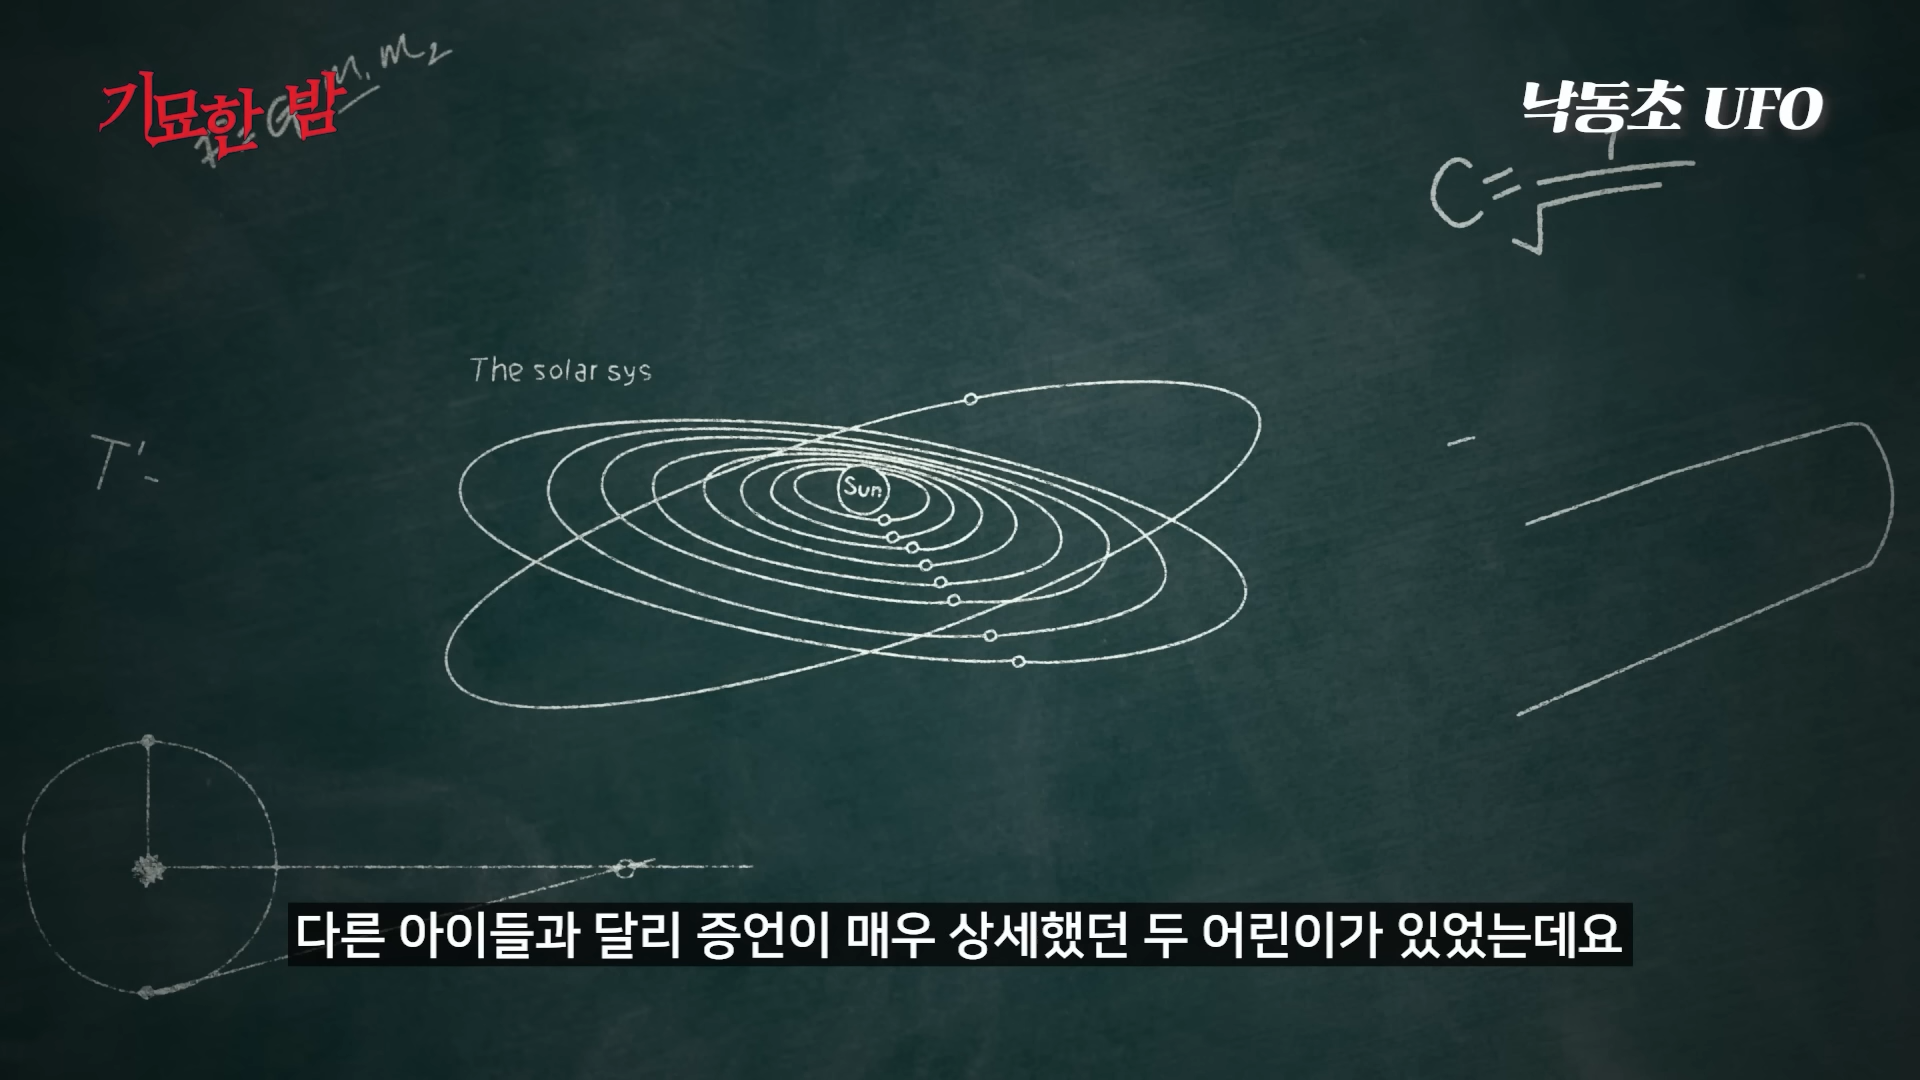 기묘한 밤
m₁ m₂
낙동초 UFO
C=
The solar sys
T'-
Sun
다른 아이들과 달리 증언이 매우 상세했던 두 어린이가 있었는데요